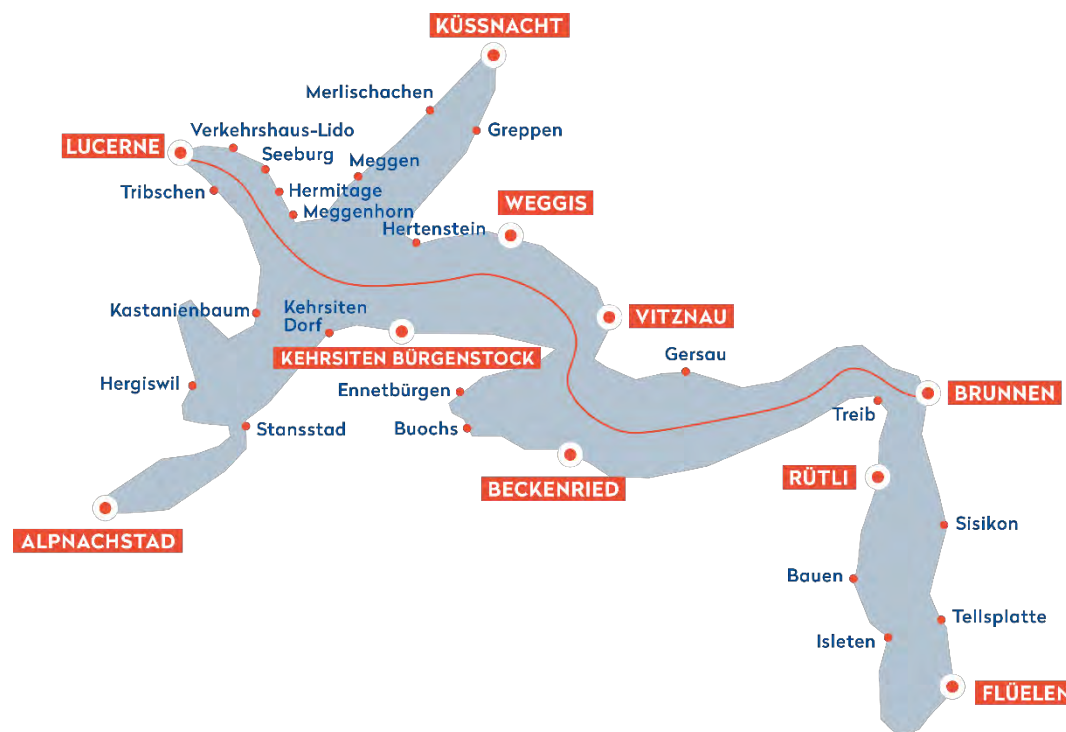 KÜSSNACHT
Merlischachen
Verkehrshaus-Lido
Greppen
LUCERNE
Seeburg
Meggen
Tribschen
Hermitage
WEGGIS
Meggenhorn
Hertenstein
Kastanienbaum
Kehrsiten
Dorf
VITZNAU
KEHRSITEN BÜRGENSTOCK
Gersau
Hergiswil
Ennetbürgen
BRUNNEN
Treib
Stansstad
Buochs
RÜTLI
BECKENRIED
Sisikon
ALPNACHSTAD
Bauen
Tellsplatte
Isleten
FLÜELEN